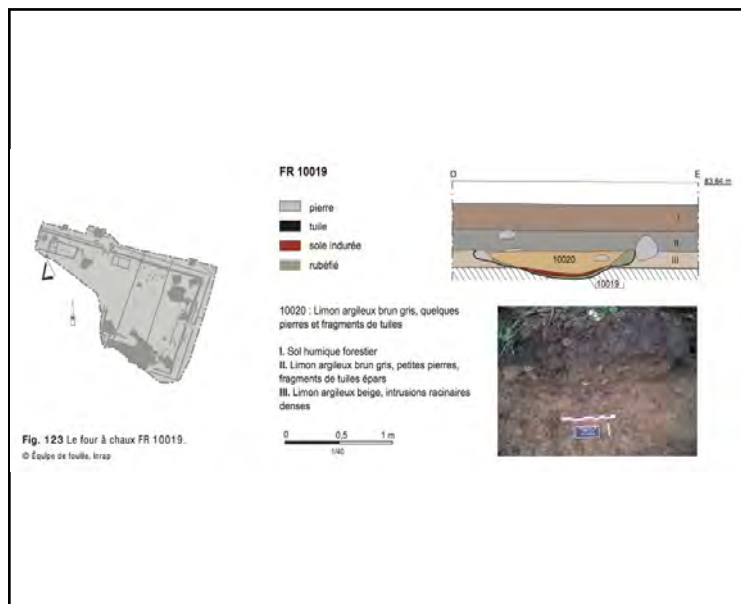 FR 10019
pierre
tuile
sole indurée
rubéfié
O
E
83,64 m
I
II
III
10020
10019
10020 : Limon argileux brun gris, quelques
pierres et fragments de tuiles
I. Sol humique forestier
II. Limon argileux brun gris, petites pierres,
fragments de tuiles épars
III. Limon argileux beige, intrusions racinaires
denses
0 0,5 1 m
1/40
Fig. 123 Le four à chaux FR 10019.
© Équipe de fouille, Inrap